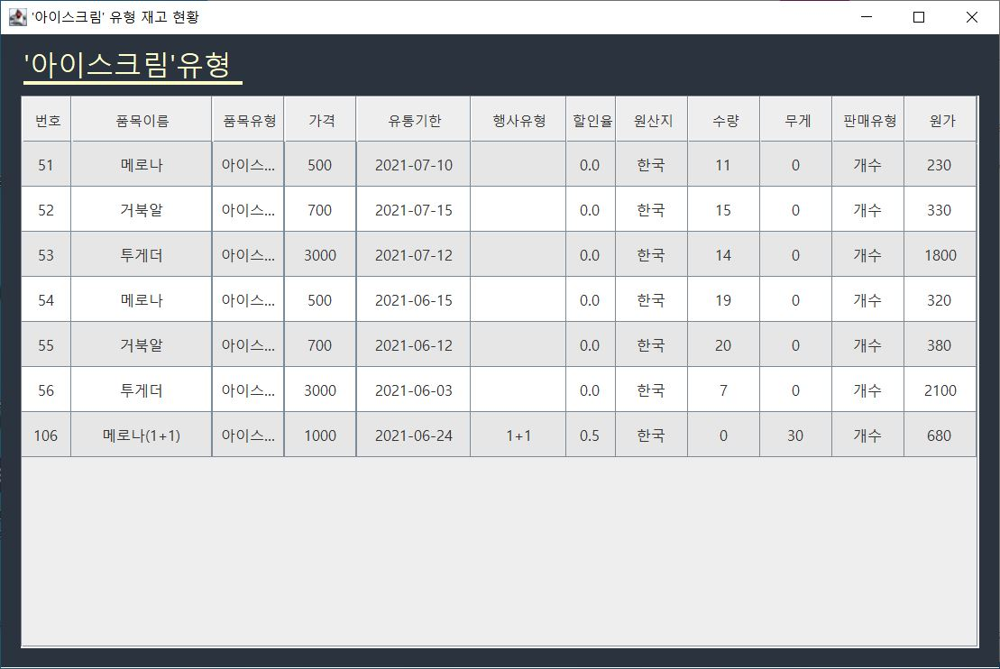 '아이스크림' 유형 재고 현황
'아이스크림'유형
번호 품목이름 품목유형 가격 유통기한 행사유형 할인율 원산지 수량 무게 판매유형 원가
51 메로나 아이스... 500 2021-07-10 0.0 한국 11 0 개수 230
52 거북알 아이스... 700 2021-07-15 0.0 한국 15 0 개수 330
53 투게더 아이스... 3000 2021-07-12 0.0 한국 14 0 개수 1800
54 메로나 아이스... 500 2021-06-15 0.0 한국 19 0 개수 320
55 거북알 아이스... 700 2021-06-12 0.0 한국 20 0 개수 380
56 투게더 아이스... 3000 2021-06-03 0.0 한국 7 0 개수 2100
106 메로나(1+1) 아이스... 1000 2021-06-24 1+1 0.5 한국 0 30 개수 680